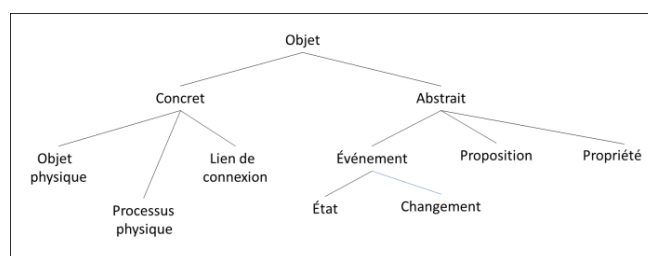 Objet
Concret
Abstrait
Objet
physique
Processus
physique
Lien de
connexion
Événement
Proposition
Propriété
État
Changement